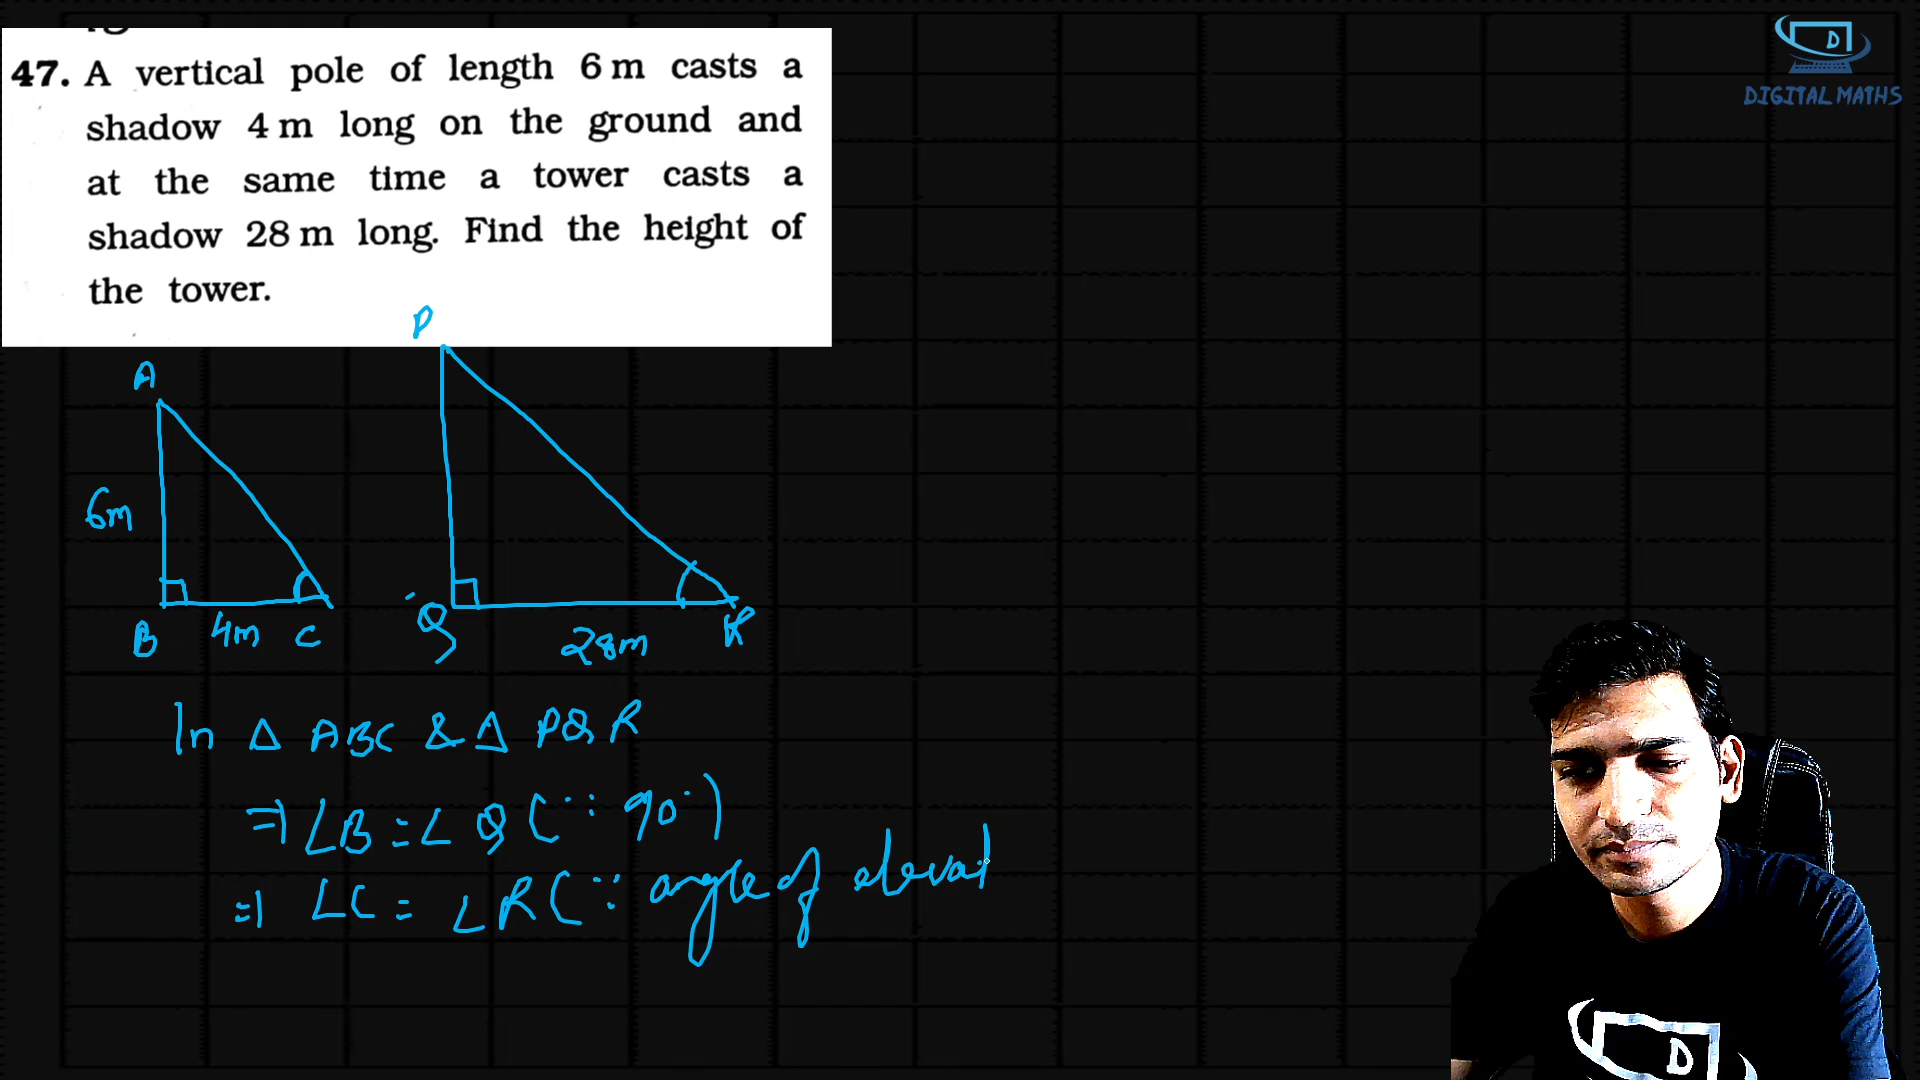 47. A vertical pole of length 6 m casts a
shadow 4 m long on the ground and
at the same time a tower casts a
shadow 28 m long. Find the height of
the tower.
D
DIGITAL MATHS
P
A
6m
B 4m C
Q 28m R
In Δ ABC & Δ PQR
⇒ ∠B = ∠Q (∵ 90°)
⇒ ∠C = ∠R (∵ angle of elevat
D